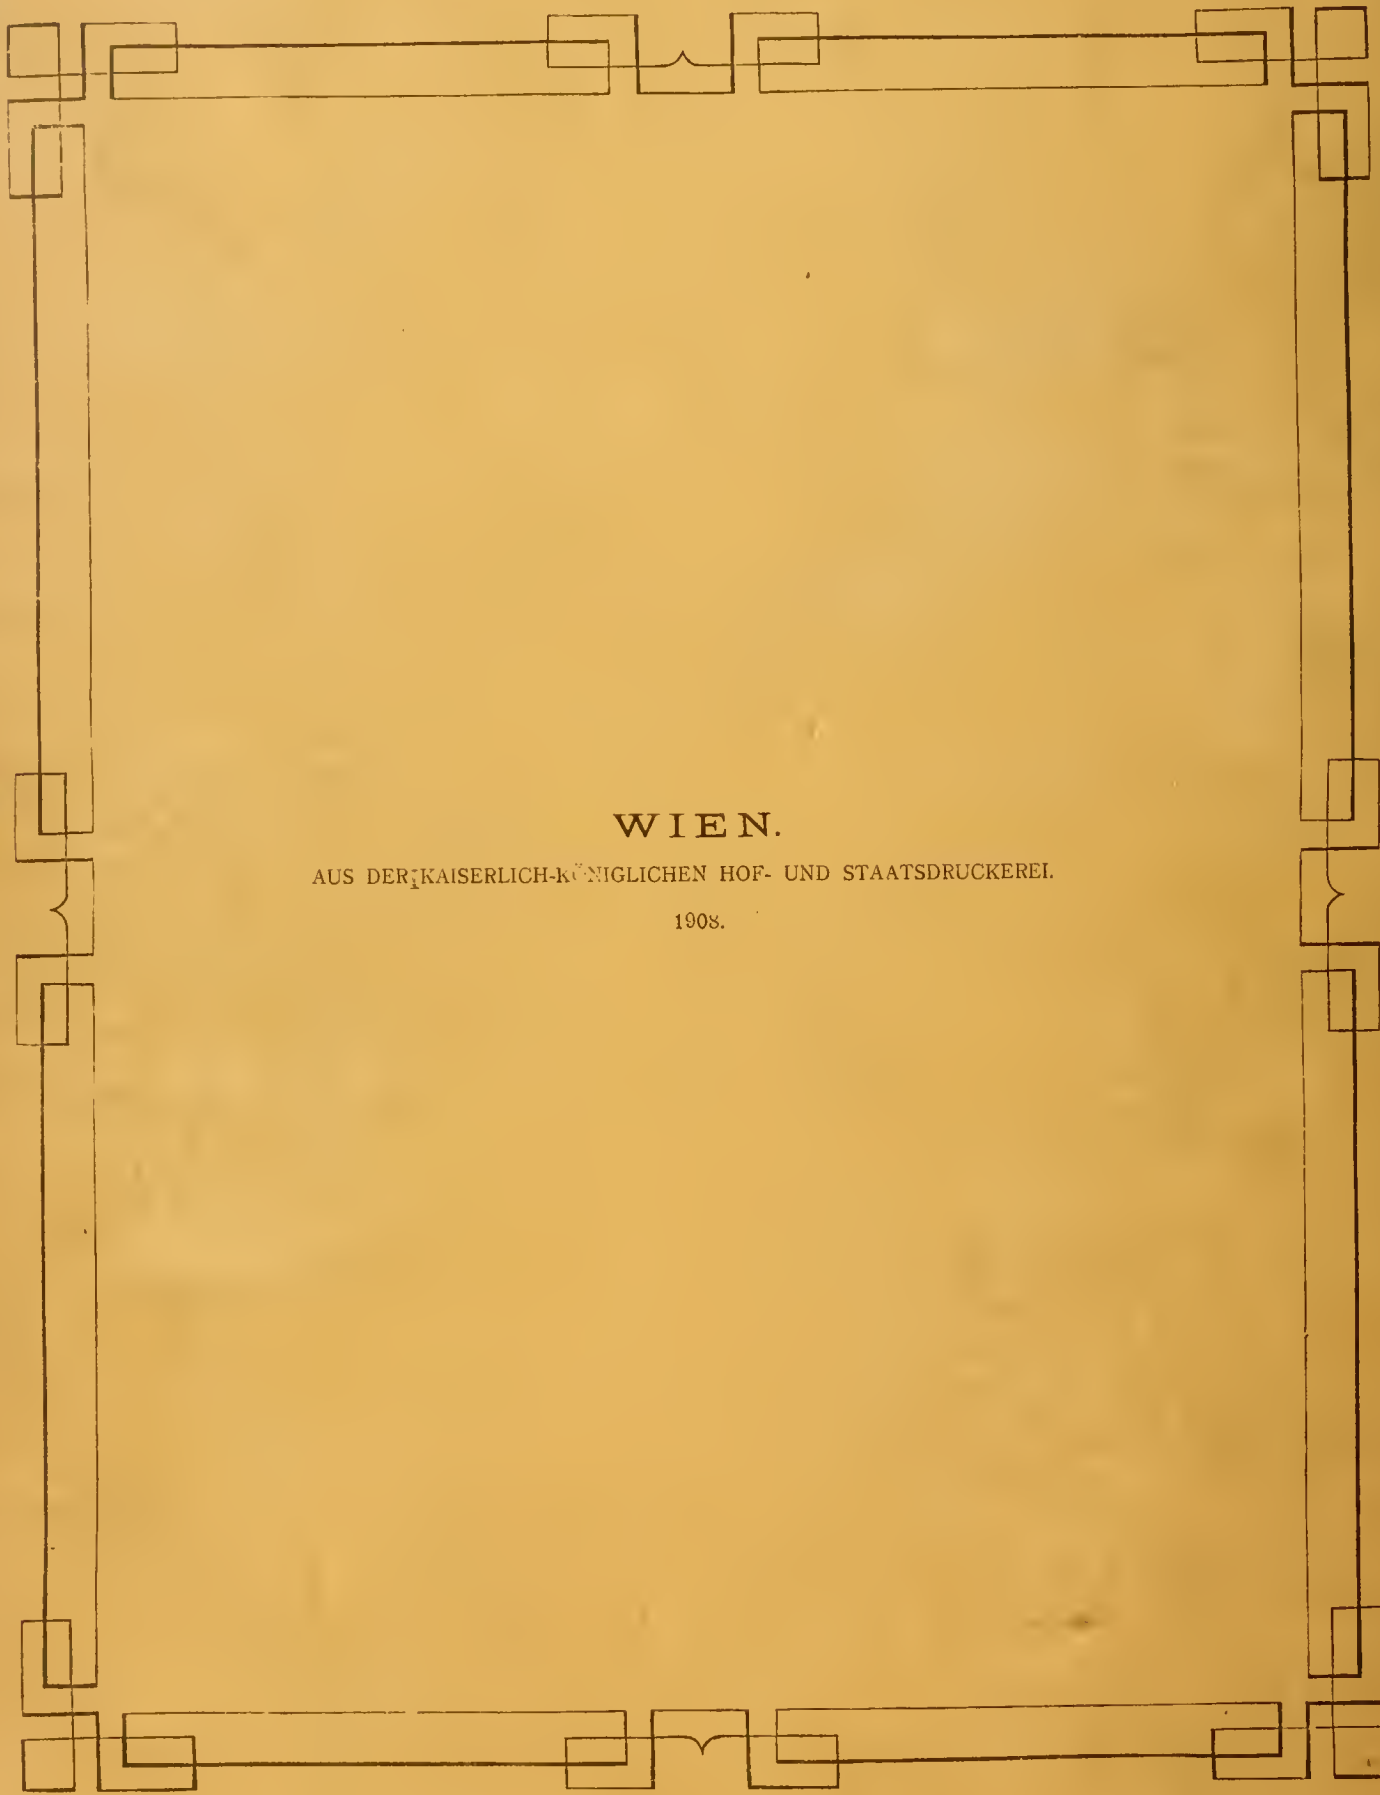 WIEN.
AUS DER KAISERLICH-KÖNIGLICHEN HOF- UND STAATSDRUCKEREI.
1908.